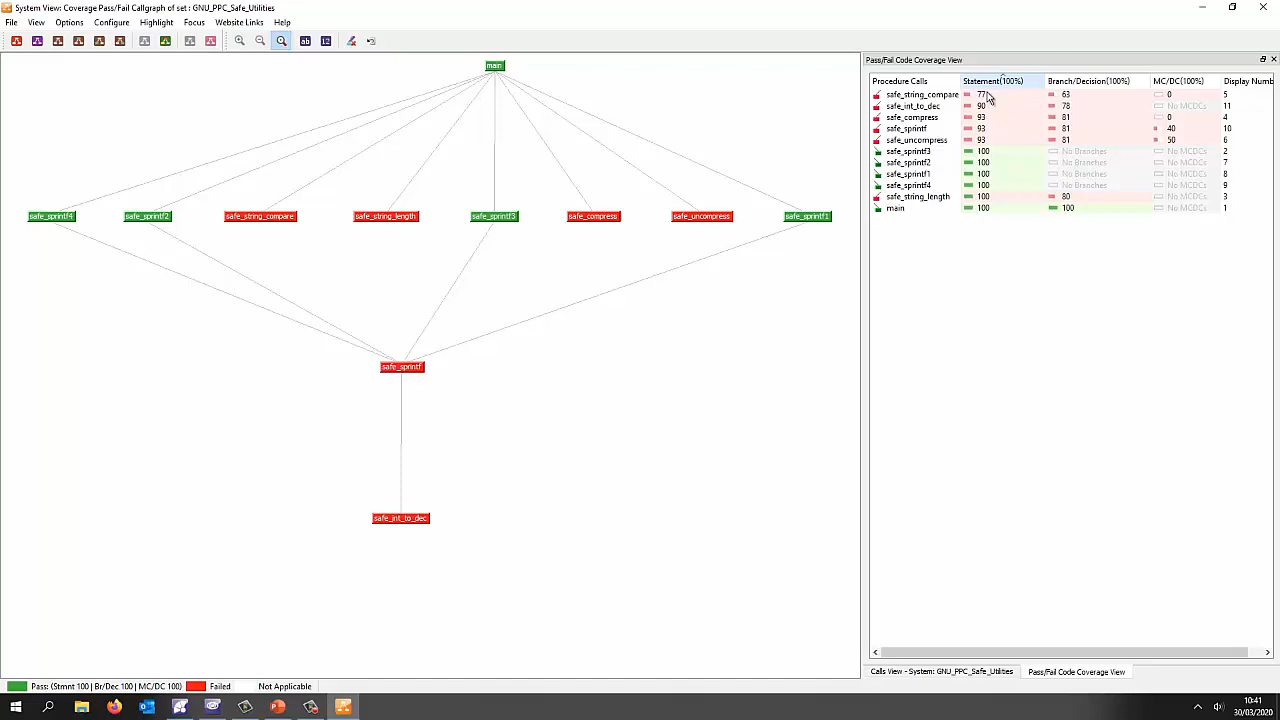 System View: Coverage Pass/Fail Callgraph of set : GNU_PPC_Safe_Utilities
File View Options Configure Highlight Focus Website Links Help
ab 12
main
safe_sprintf4 safe_sprintf2 safe_string_compare safe_string_length safe_sprintf3 safe_compress safe_uncompress safe_sprintf1
safe_sprintf
safe_int_to_dec
Pass/Fail Code Coverage View
Procedure Calls Statement(100%) Branch/Decision(100%) MC/DC(100%) Display Numb
safe_string_compare 77 63 0 5
safe_int_to_dec 90 78 No MCDCs 11
safe_compress 93 81 0 4
safe_sprintf 93 81 40 10
safe_uncompress 93 81 50 6
safe_sprintf3 100 No Branches No MCDCs 2
safe_sprintf2 100 No Branches No MCDCs 7
safe_sprintf1 100 No Branches No MCDCs 8
safe_sprintf4 100 No Branches No MCDCs 9
safe_string_length 100 80 No MCDCs 3
main 100 100 No MCDCs 1
Calls View - System: GNU_PPC_Safe_Utilities Pass/Fail Code Coverage View
Pass: (Stmnt 100 | Br/Dec 100 | MC/DC 100) Failed Not Applicable
10:41
30/03/2020